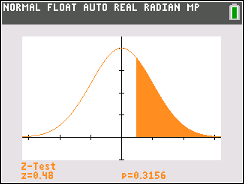 NORMAL FLOAT AUTO REAL RADIAN MP
Z-Test
z=0.48 p=0.3156